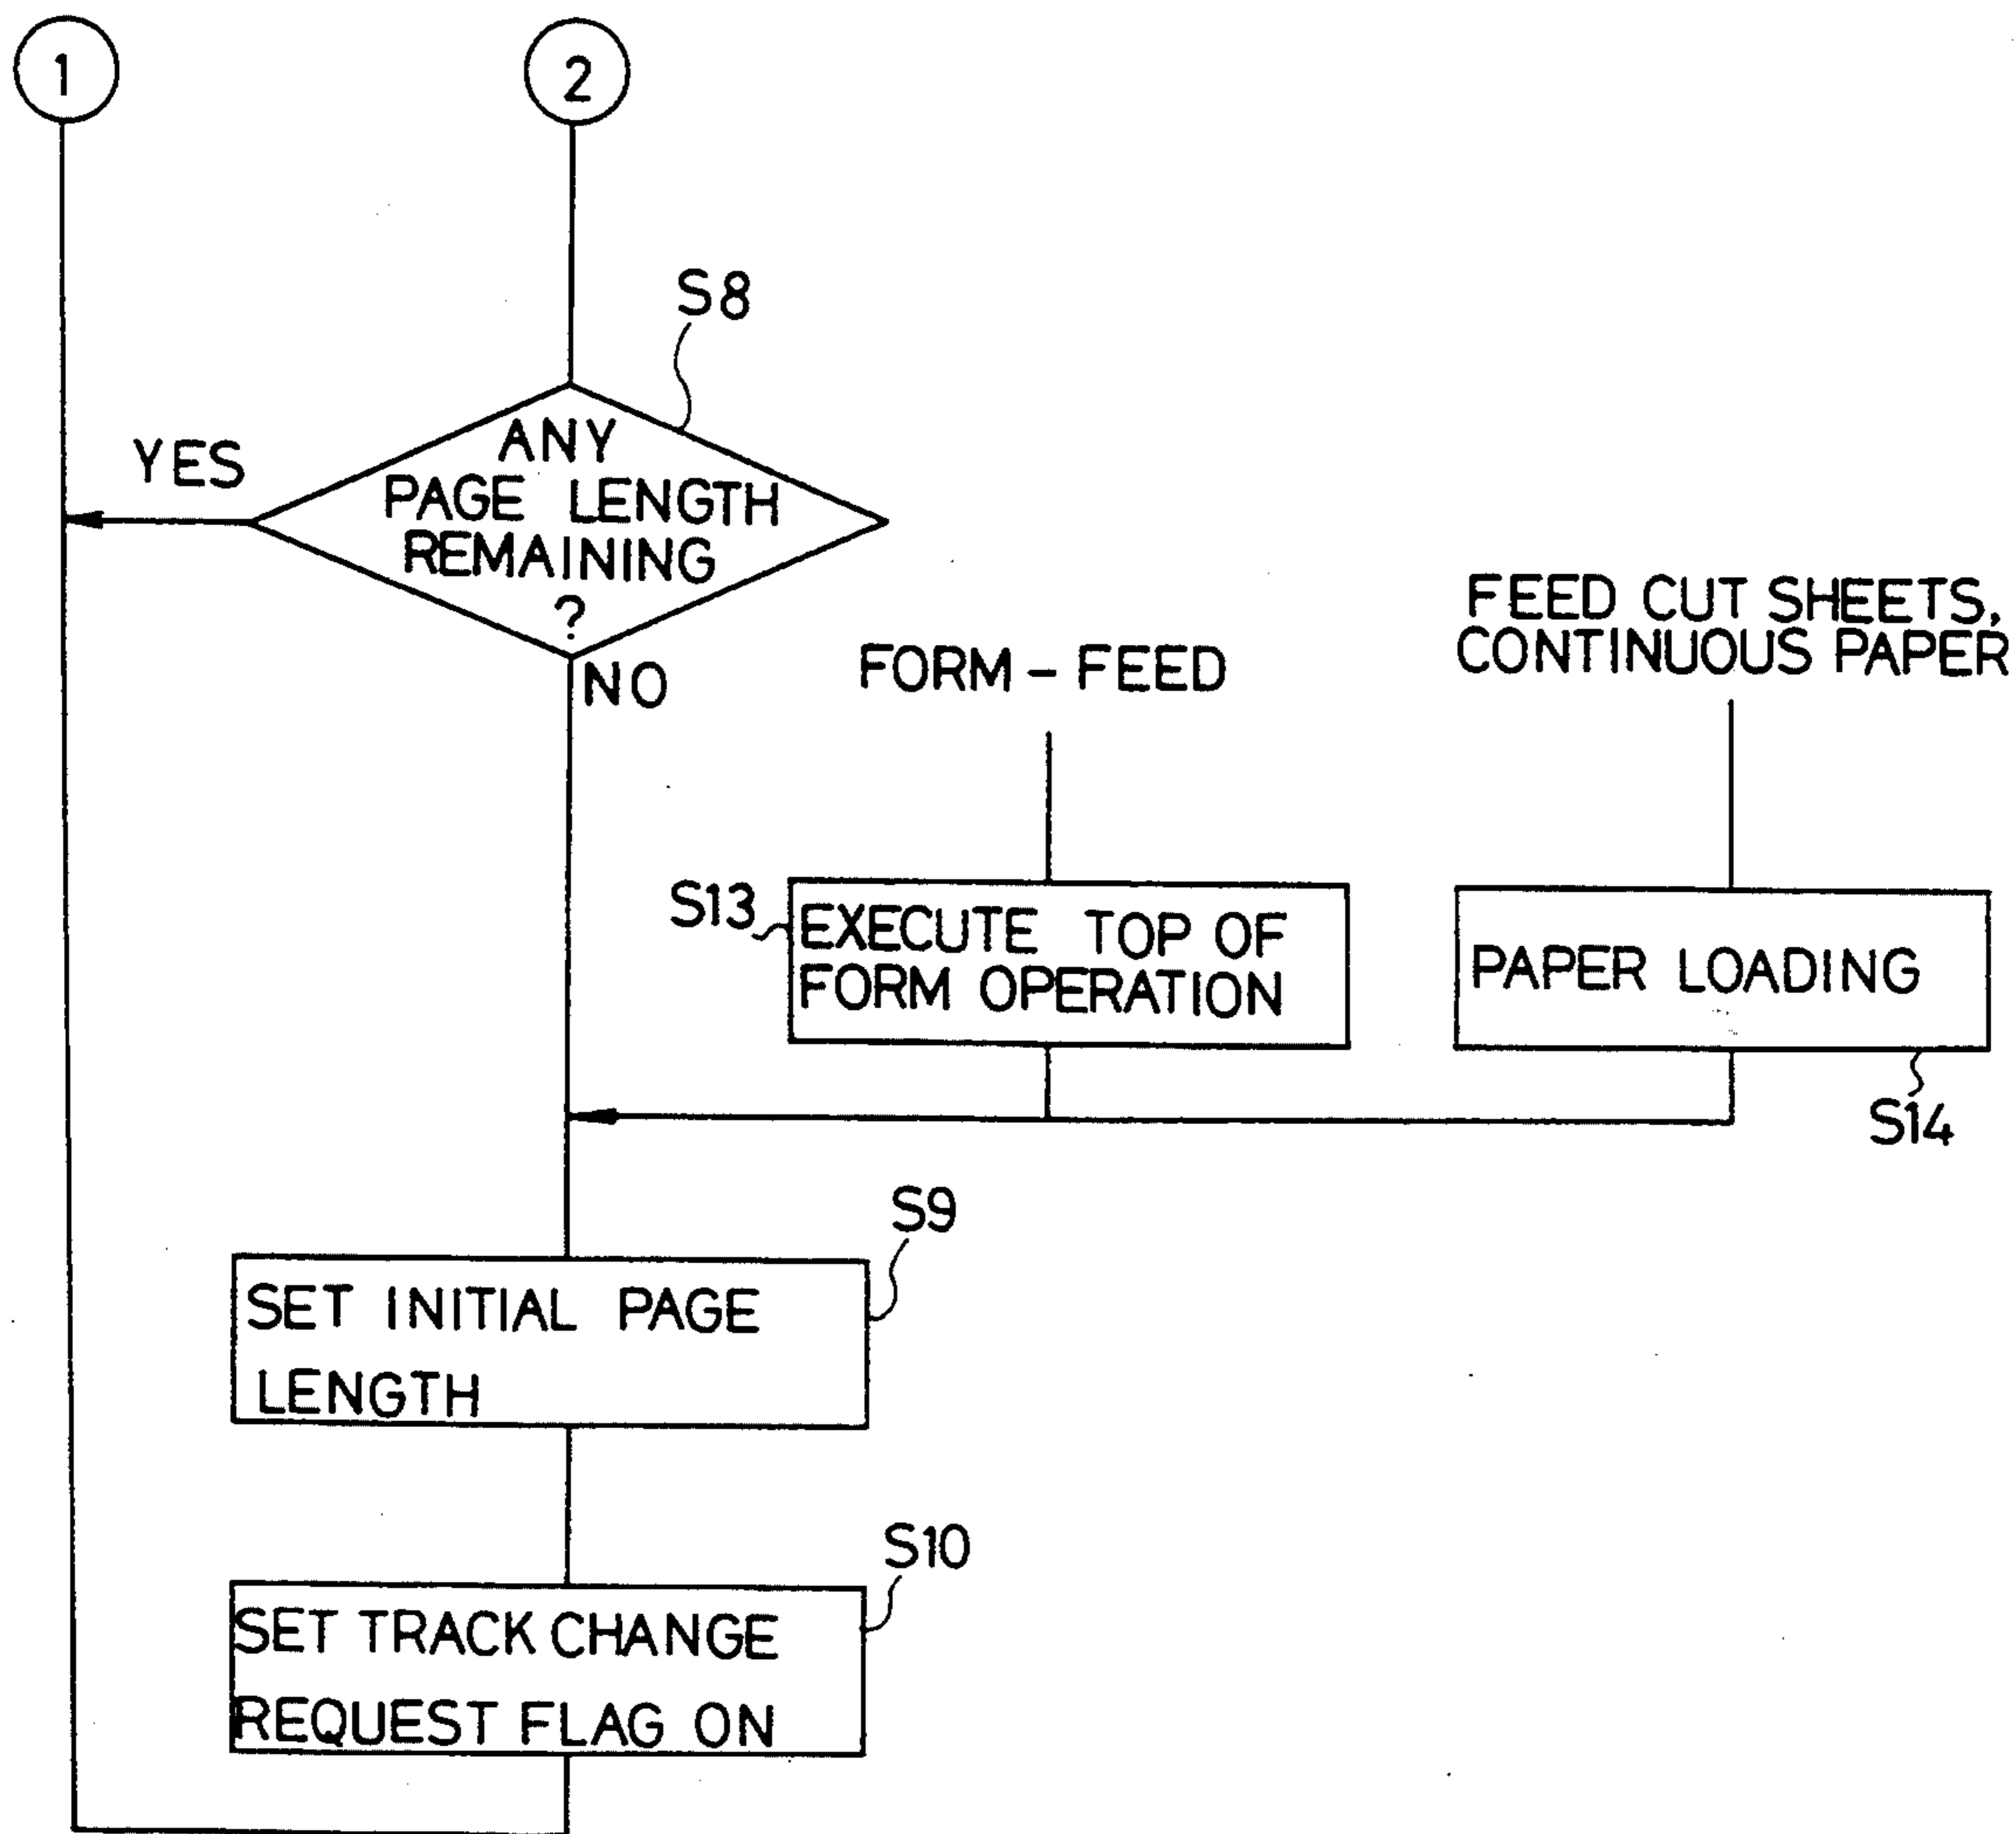 1
2
S8
YES
ANY
PAGE LENGTH
REMAINING
?
NO
FORM - FEED
FEED CUT SHEETS,
CONTINUOUS PAPER
S13
EXECUTE TOP OF
FORM OPERATION
PAPER LOADING
S14
S9
SET INITIAL PAGE
LENGTH
S10
SET TRACK CHANGE
REQUEST FLAG ON